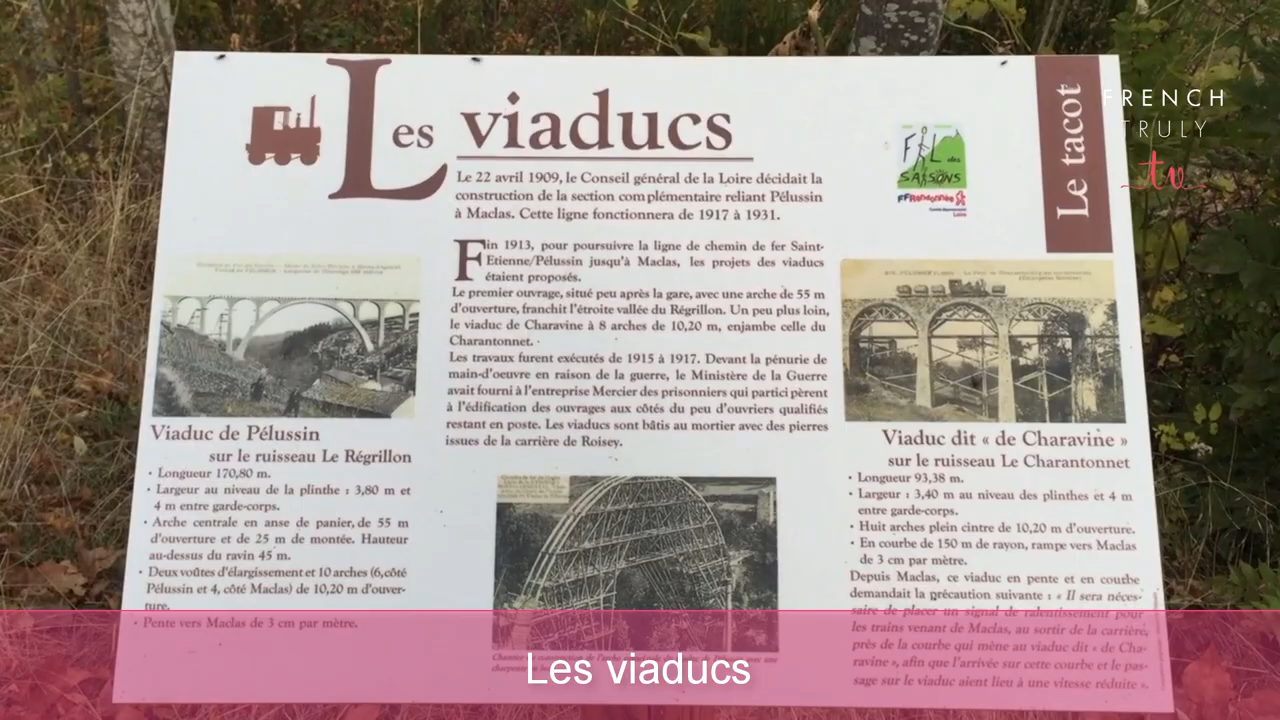 Les viaducs
Le tacot
FRENCH
TRULY
tv
Fil des
SAISONS
FFRandonnée
Loire
Le 22 avril 1909, le Conseil général de la Loire décidait la
construction de la section complémentaire reliant Pélussin
à Maclas. Cette ligne fonctionnera de 1917 à 1931.
Fin 1913, pour poursuivre la ligne de chemin de fer Saint-
Etienne/Pélussin jusqu'à Maclas, les projets des viaducs
étaient proposés.
Le premier ouvrage, situé peu après la gare, avec une arche de 55 m
d'ouverture, franchit l'étroite vallée du Régrillon. Un peu plus loin,
le viaduc de Charavine à 8 arches de 10,20 m, enjambe celle du
Charantonnet.
Les travaux furent exécutés de 1915 à 1917. Devant la pénurie de
main-d'oeuvre en raison de la guerre, le Ministère de la Guerre
avait fourni à l'entreprise Mercier des prisonniers qui partici pèrent
à l'édification des ouvrages aux côtés du peu d'ouvriers qualifiés
restant en poste. Les viaducs sont bâtis au mortier avec des pierres
issues de la carrière de Roisey.
Viaduc de Pélussin
sur le ruisseau Le Régrillon
• Longueur 170,80 m.
• Largeur au niveau de la plinthe : 3,80 m et
4 m entre garde-corps.
• Arche centrale en anse de panier, de 55 m
d'ouverture et de 25 m de montée. Hauteur
au-dessus du ravin 45 m.
• Deux voûtes d'élargissement et 10 arches (6,côté
Pélussin et 4, côté Maclas) de 10,20 m d'ouver-
ture.
• Pente vers Maclas de 3 cm par mètre.
Viaduc dit « de Charavine »
sur le ruisseau Le Charantonnet
• Longueur 93,38 m.
• Largeur : 3,40 m au niveau des plinthes et 4 m
entre garde-corps.
• Huit arches plein cintre de 10,20 m d'ouverture.
• En courbe de 150 m de rayon, rampe vers Maclas
de 3 cm par mètre.
Depuis Maclas, ce viaduc en pente et en courbe
demandait la précaution suivante : « Il sera néces-
saire de placer un signal de ralentissement pour
les trains venant de Maclas, au sortir de la carrière,
près de la courbe qui mène au viaduc dit « de Cha-
ravine », afin que l'arrivée sur cette courbe et le pas-
sage sur le viaduc aient lieu à une vitesse réduite ».
Les viaducs